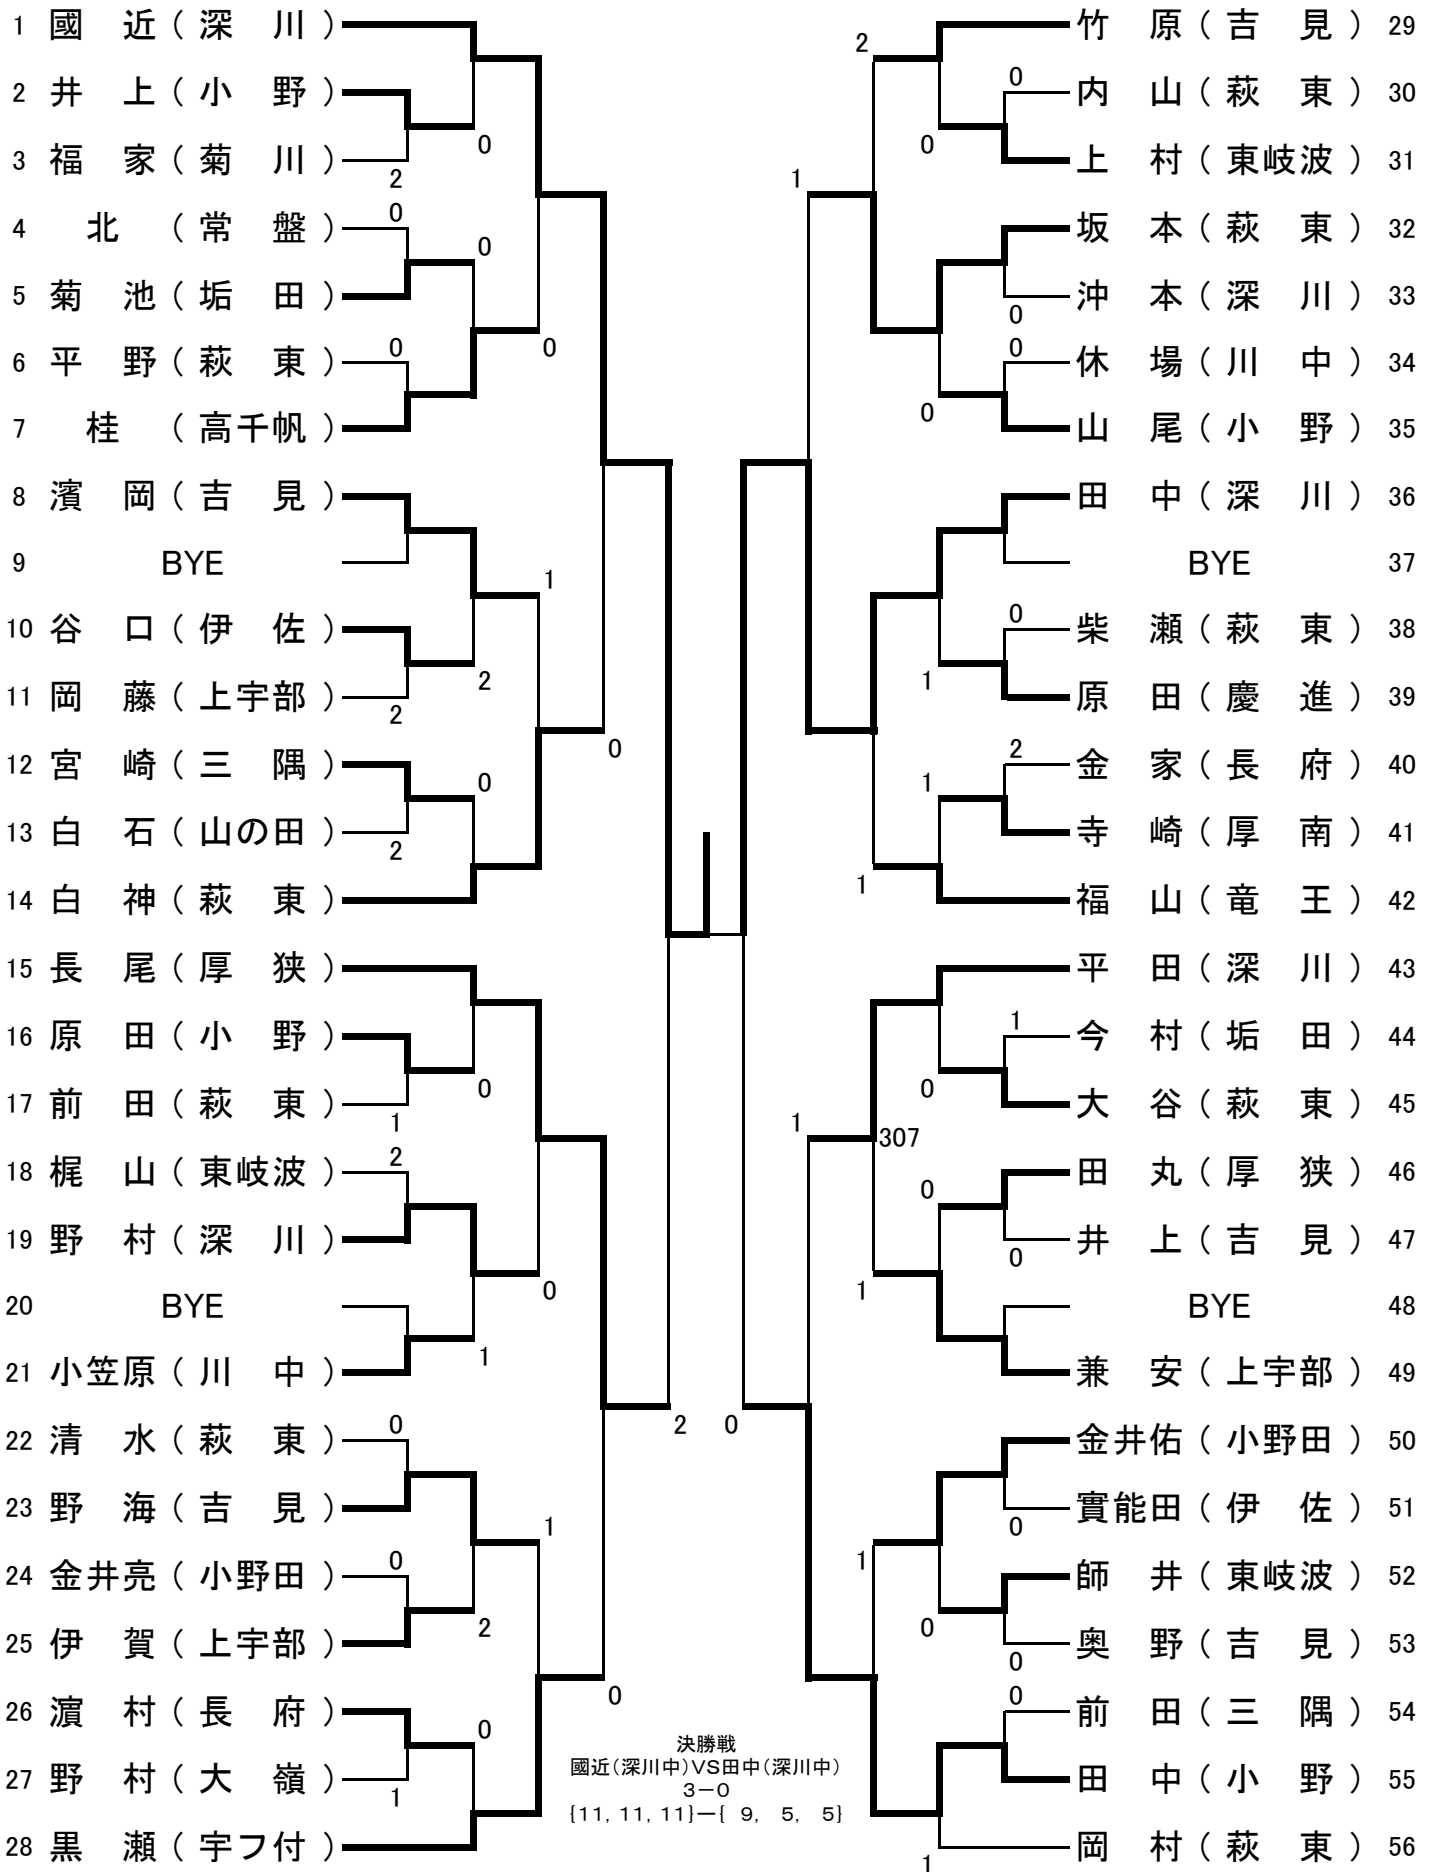 1 國 近 ( 深 川 )
2 井 上 ( 小 野 )
0
3 福 家 ( 菊 川 )
2
4 北 ( 常 盤 )
0
0
5 菊 池 ( 垢 田 )
6 平 野 ( 萩 東 )
0
0
7 桂 ( 高千帆 )
8 濱 岡 ( 吉 見 )
9 BYE
1
10 谷 口 ( 伊 佐 )
2
11 岡 藤 ( 上宇部 )
2
12 宮 崎 ( 三 隅 )
0
0
13 白 石 ( 山の田 )
2
14 白 神 ( 萩 東 )
15 長 尾 ( 厚 狭 )
16 原 田 ( 小 野 )
0
17 前 田 ( 萩 東 )
1
18 梶 山 ( 東岐波 )
2
19 野 村 ( 深 川 )
0
20 BYE
1
21 小笠原 ( 川 中 )
2 0
22 清 水 ( 萩 東 )
0
23 野 海 ( 吉 見 )
1
24 金井亮 ( 小野田 )
0
2
25 伊 賀 ( 上宇部 )
0
26 濵 村 ( 長 府 )
0
27 野 村 ( 大 嶺 )
1
28 黒 瀬 ( 宇フ付 )
決勝戦
國近(深川中)VS田中(深川中)
3-0
{11, 11, 11}-{ 9, 5, 5}
竹 原 ( 吉 見 ) 29
2
0
内 山 ( 萩 東 ) 30
0
上 村 ( 東岐波 ) 31
1
坂 本 ( 萩 東 ) 32
沖 本 ( 深 川 ) 33
0
0
休 場 ( 川 中 ) 34
0
山 尾 ( 小 野 ) 35
田 中 ( 深 川 ) 36
BYE 37
0
柴 瀬 ( 萩 東 ) 38
1
原 田 ( 慶 進 ) 39
2
金 家 ( 長 府 ) 40
1
寺 崎 ( 厚 南 ) 41
1
福 山 ( 竜 王 ) 42
平 田 ( 深 川 ) 43
1
今 村 ( 垢 田 ) 44
0
大 谷 ( 萩 東 ) 45
1
307
田 丸 ( 厚 狭 ) 46
0
井 上 ( 吉 見 ) 47
0
1
BYE 48
兼 安 ( 上宇部 ) 49
金井佑 ( 小野田 ) 50
實能田 ( 伊 佐 ) 51
0
1
師 井 ( 東岐波 ) 52
0
奥 野 ( 吉 見 ) 53
0
0
前 田 ( 三 隅 ) 54
田 中 ( 小 野 ) 55
岡 村 ( 萩 東 ) 56
1